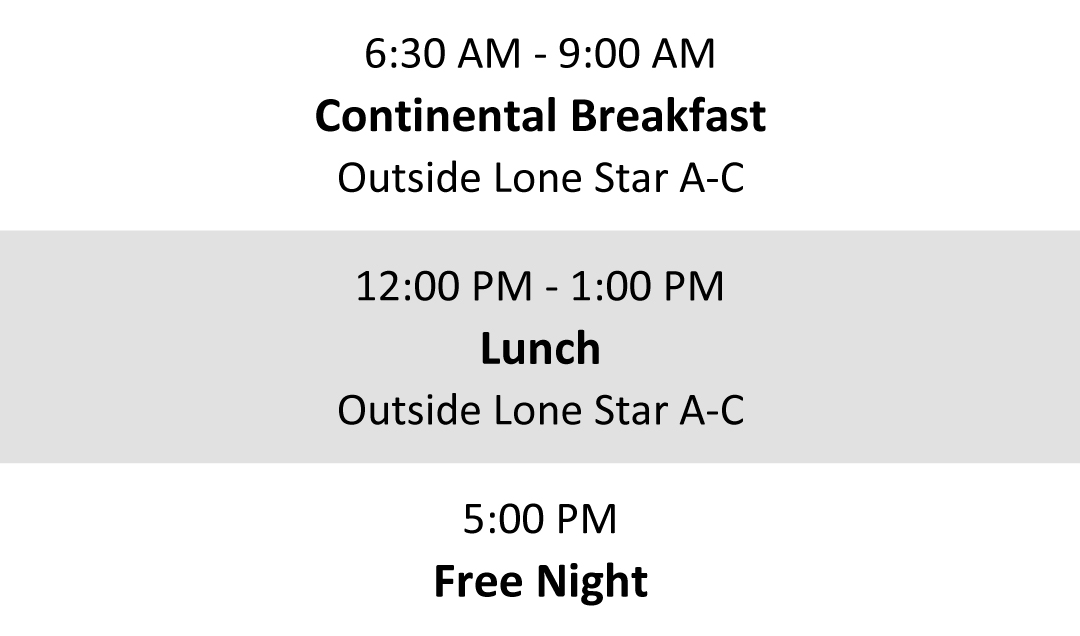 6:30 AM - 9:00 AM
Continental Breakfast
Outside Lone Star A-C
12:00 PM - 1:00 PM
Lunch
Outside Lone Star A-C
5:00 PM
Free Night